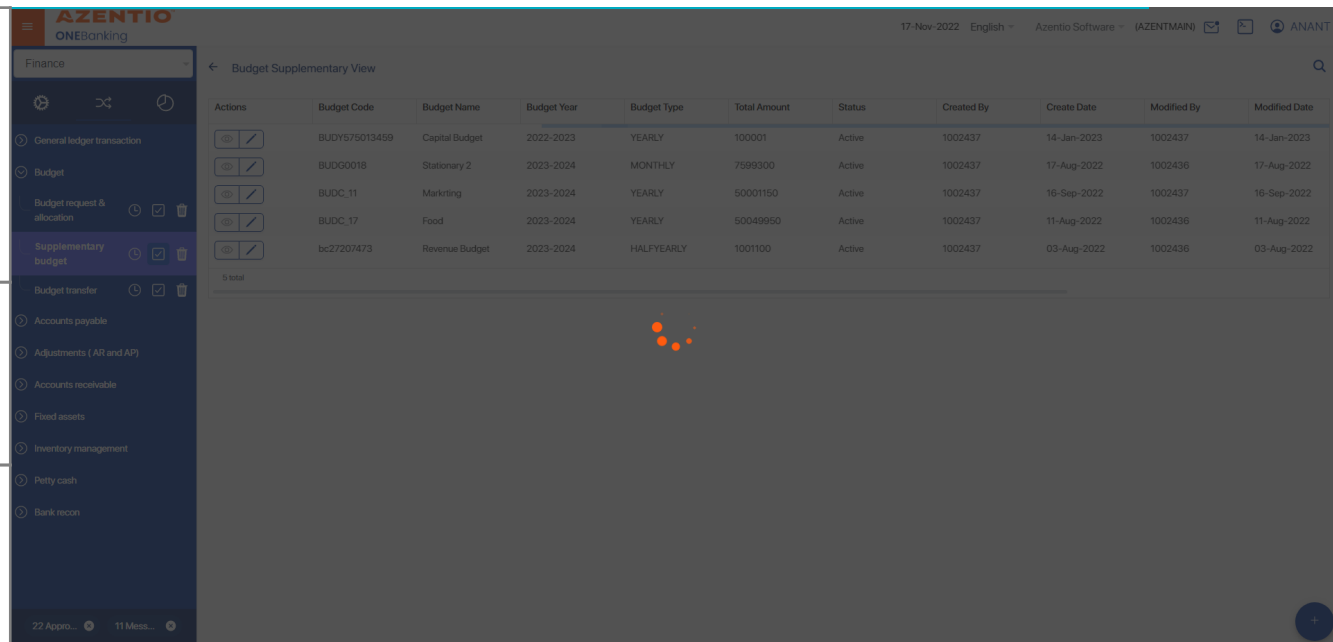 AZENTIO
ONEBanking
17-Nov-2022 English Azentio Software (AZENTMAIN) ANANT
Finance
Budget Supplementary View
Actions Budget Code Budget Name Budget Year Budget Type Total Amount Status Created By Create Date Modified By Modified Date
BUDY575013459 Capital Budget 2022-2023 YEARLY 100001 Active 1002437 14-Jan-2023 1002437 14-Jan-2023
BUDG0018 Stationary 2 2023-2024 MONTHLY 7599300 Active 1002437 17-Aug-2022 1002436 17-Aug-2022
BUDC_11 Markrting 2023-2024 YEARLY 50001150 Active 1002437 16-Sep-2022 1002437 16-Sep-2022
BUDC_17 Food 2023-2024 YEARLY 50049950 Active 1002437 11-Aug-2022 1002436 11-Aug-2022
bc27207473 Revenue Budget 2023-2024 HALFYEARLY 1001100 Active 1002437 03-Aug-2022 1002436 03-Aug-2022
5 total
General ledger transaction
Budget
Budget request &
allocation
Supplementary
budget
Budget transfer
Accounts payable
Adjustments ( AR and AP)
Accounts receivable
Fixed assets
Inventory management
Petty cash
Bank recon
22 Appro... 11 Mess...